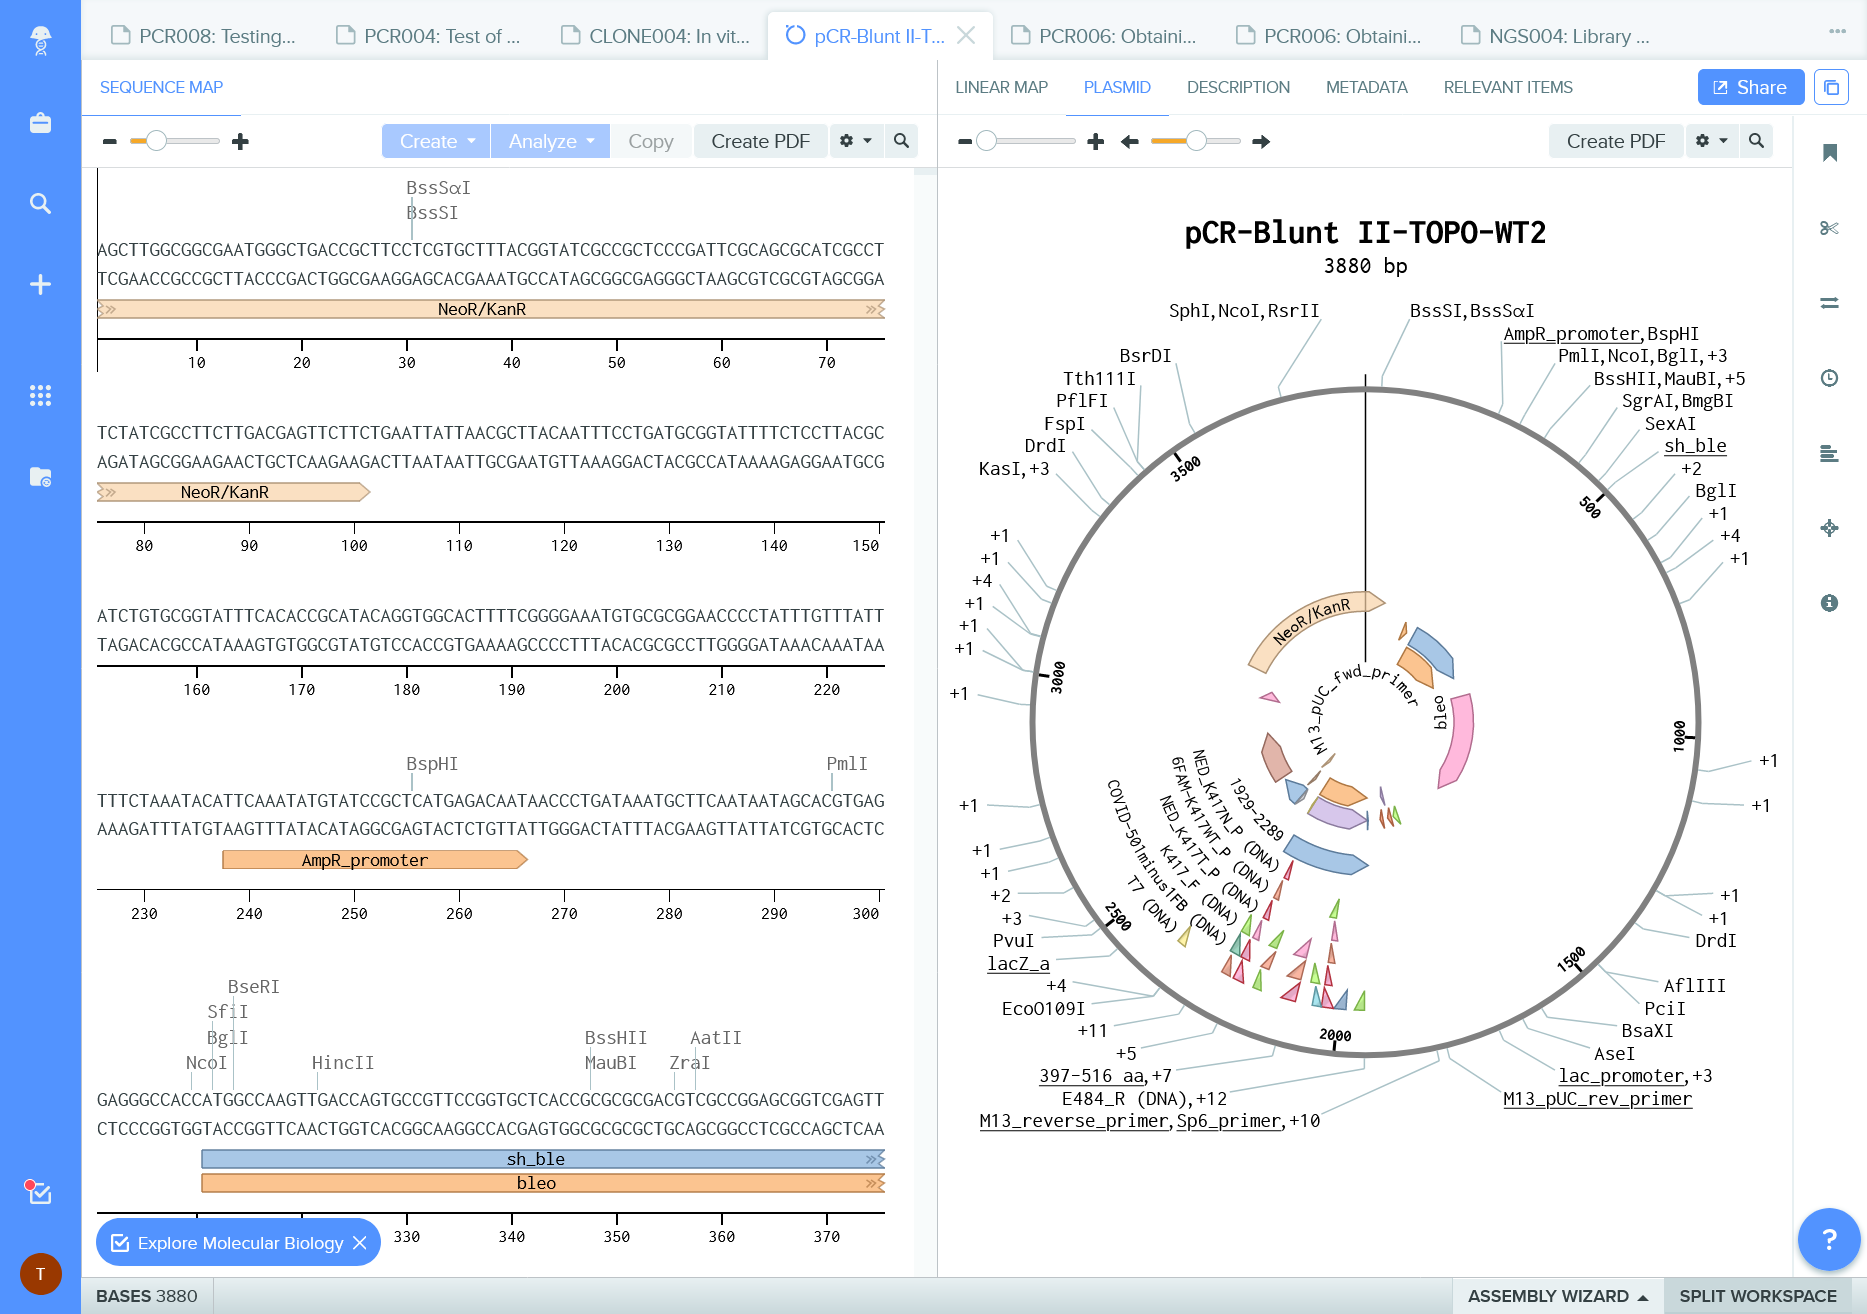 PCR008: Testing...
PCR004: Test of ...
CLONE004: In vit...
pCR-Blunt II-T...
PCR006: Obtaini...
PCR006: Obtaini...
NGS004: Library ...
SEQUENCE MAP
LINEAR MAP
PLASMID
DESCRIPTION
METADATA
RELEVANT ITEMS
Share
Create
Analyze
Copy
Create PDF
Create PDF
BssSαI
BssSI
AGCTTGGCGGCGAATGGGCTGACCGCTTCCTCGTGCTTTACGGTATCGCCGCTCCCGATTCGCAGCGCATCGCCT
TCGAACCGCCGCTTACCCGACTGGCGAAGGAGCACGAAATGCCATAGCGGCGAGGGCTAAGCGTCGCGTAGCGGA
NeoR/KanR
10 20 30 40 50 60 70
TCTATCGCCTTCTTGACGAGTTCTTCTGAATTATTAACGCTTACAATTTCCTGATGCGGTATTTTCTCCTTACGC
AGATAGCGGAAGAACTGCTCAAGAAGACTTAATAATTGCGAATGTTAAAGGACTACGCCATAAAAGAGGAATGCG
NeoR/KanR
80 90 100 110 120 130 140 150
ATCTGTGCGGTATTTCACACCGCATACAGGTGGCACTTTTCGGGGAAATGTGCGCGGAACCCCTATTTGTTTATT
TAGACACGCCATAAAGTGTGGCGTATGTCCACCGTGAAAAGCCCCTTTACACGCGCCTTGGGGATAAACAAATAA
160 170 180 190 200 210 220
BspHI
PmlI
TTTCTAAATACATTCAAATATGTATCCGCTCATGAGACAATAACCCTGATAAATGCTTCAATAATAGCACGTGAG
AAAGATTTATGTAAGTTTATACATAGGCGAGTACTCTGTTATTGGGACTATTTACGAAGTTATTATCGTGCACTC
AmpR_promoter
230 240 250 260 270 280 290 300
BseRI
SfiI
BglI
BssHII
AatII
NcoI
HincII
MauBI
ZraI
GAGGGCCACCATGGCCAAGTTGACCAGTGCCGTTCCGGTGCTCACCGCGCGCGACGTCGCCGGAGCGGTCGAGTT
CTCCCGGTGGTACCGGTTCAACTGGTCACGGCAAGGCCACGAGTGGCGCGCGCTGCAGCGGCCTCGCCAGCTCAA
sh_ble
bleo
330 340 350 360 370
Explore Molecular Biology
pCR-Blunt II-TOPO-WT2
3880 bp
SphI,NcoI,RsrII
BssSI,BssSαI
AmpR_promoter,BspHI
BsrDI
PmlI,NcoI,BglI,+3
Tth111I
BssHII,MauBI,+5
PflFI
SgrAI,BmgBI
FspI
SexAI
DrdI
sh_ble
KasI,+3
+2
BglI
+1
+1
+4
+1
+1
+4
+1
+1
+1
+1
+1
+1
+1
+1
+1
+1
+2
+1
+3
+1
PvuI
DrdI
lacZ_a
+4
AflIII
EcoO109I
PciI
+11
BsaXI
+5
AseI
397-516 aa,+7
lac_promoter,+3
E484_R (DNA),+12
M13_pUC_rev_primer
M13_reverse_primer,Sp6_primer,+10
500
1000
1500
2000
2500
3000
3500
NeoR/KanR
M13_pUC_fwd_primer
bleo
1929-2289
NED_K417N_P (DNA)
6FAM-K417WT_P (DNA)
NED_K417T_P (DNA)
K417_F (DNA)
COVID-501minus1FB (DNA)
T7 (DNA)
T
?
BASES 3880
ASSEMBLY WIZARD
SPLIT WORKSPACE